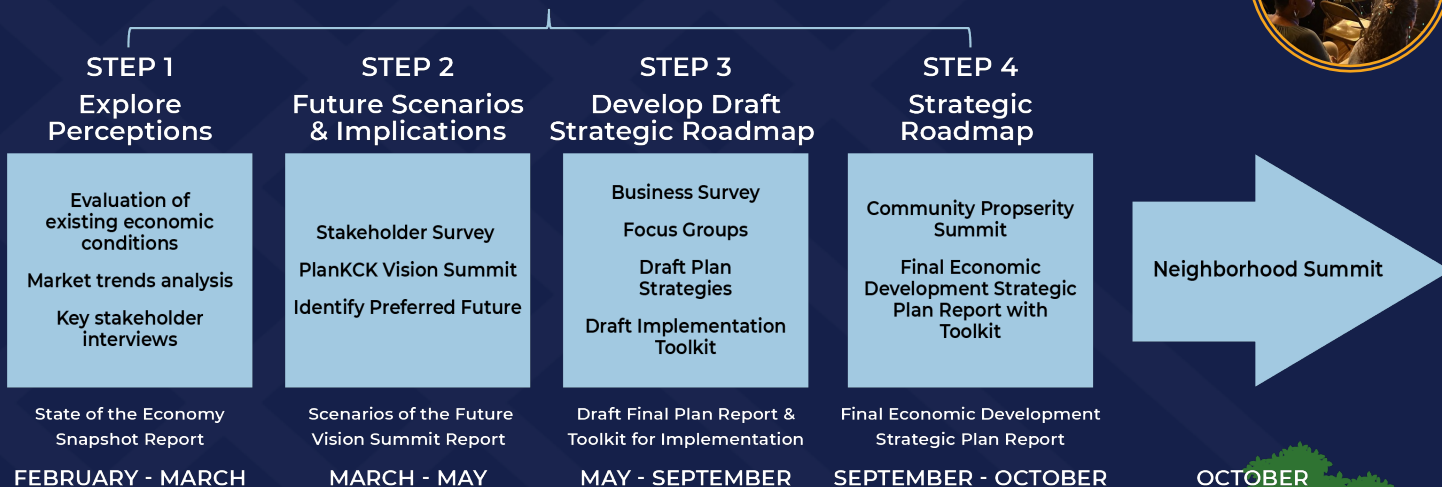 STEP 1
Explore
Perceptions
Evaluation of
existing economic
conditions
Market trends analysis
Key stakeholder
interviews
State of the Economy
Snapshot Report
FEBRUARY - MARCH
STEP 2
Future Scenarios
& Implications
Stakeholder Survey
PlanKCK Vision Summit
Identify Preferred Future
Scenarios of the Future
Vision Summit Report
MARCH - MAY
STEP 3
Develop Draft
Strategic Roadmap
Business Survey
Focus Groups
Draft Plan
Strategies
Draft Implementation
Toolkit
Draft Final Plan Report &
Toolkit for Implementation
MAY - SEPTEMBER
STEP 4
Strategic
Roadmap
Community Propserity
Summit
Final Economic
Development Strategic
Plan Report with
Toolkit
Final Economic Development
Strategic Plan Report
SEPTEMBER - OCTOBER
Neighborhood Summit
OCTOBER